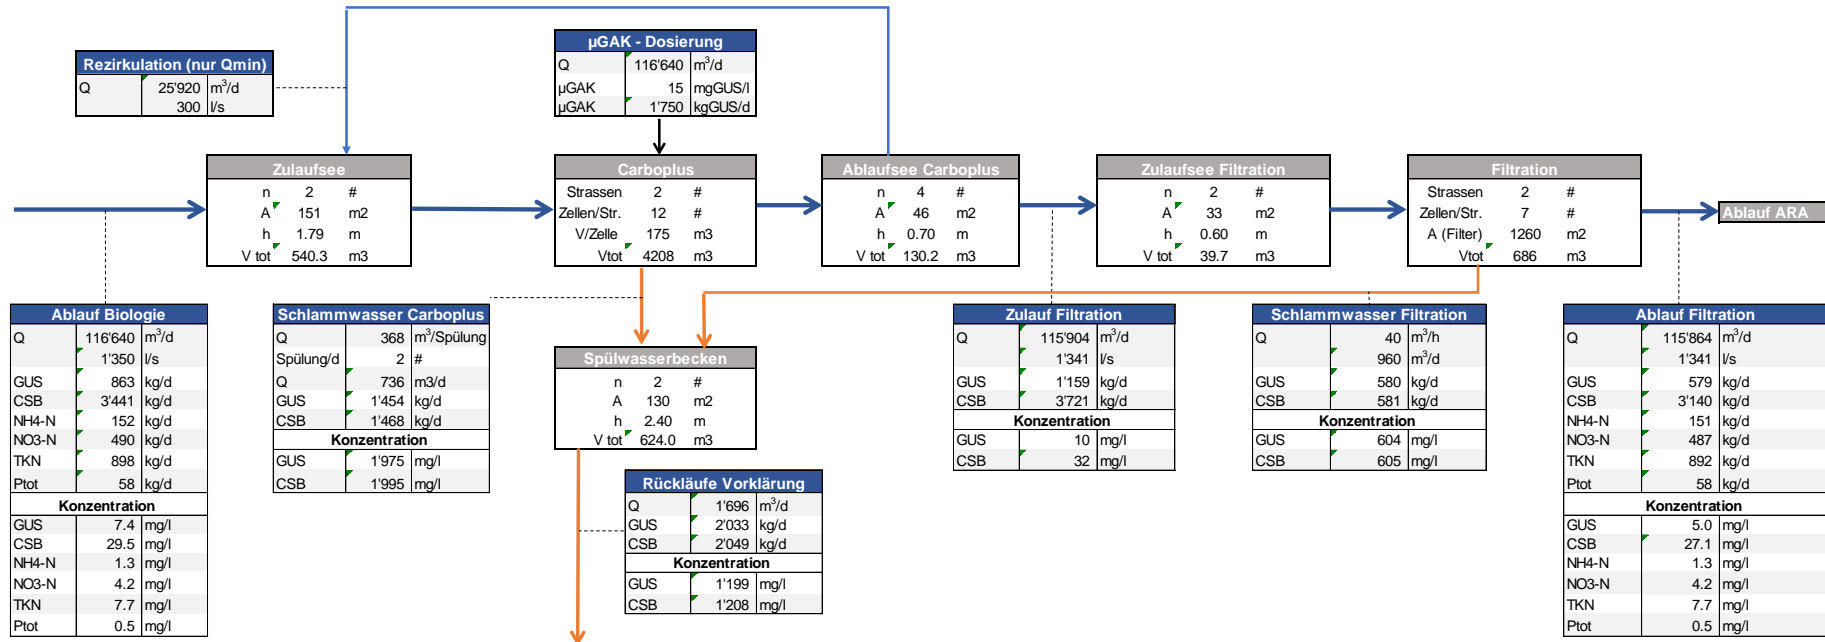 Rezirkulation (nur Qmin)
Q 25'920 m³/d
300 l/s
µGAK - Dosierung
Q 116'640 m³/d
µGAK 15 mgGUS/l
µGAK 1'750 kgGUS/d
Zulaufsee
n 2 #
A 151 m2
h 1.79 m
V tot 540.3 m3
Carboplus
Strassen 2 #
Zellen/Str. 12 #
V/Zelle 175 m3
Vtot 4208 m3
Ablaufsee Carboplus
n 4 #
A 46 m2
h 0.70 m
V tot 130.2 m3
Zulaufsee Filtration
n 2 #
A 33 m2
h 0.60 m
V tot 39.7 m3
Filtration
Strassen 2 #
Zellen/Str. 7 #
A (Filter) 1260 m2
Vtot 686 m3
Ablauf ARA
Ablauf Biologie
Q 116'640 m³/d
1'350 l/s
GUS 863 kg/d
CSB 3'441 kg/d
NH4-N 152 kg/d
NO3-N 490 kg/d
TKN 898 kg/d
Ptot 58 kg/d
Konzentration
GUS 7.4 mg/l
CSB 29.5 mg/l
NH4-N 1.3 mg/l
NO3-N 4.2 mg/l
TKN 7.7 mg/l
Ptot 0.5 mg/l
Schlammwasser Carboplus
Q 368 m³/Spülung
Spülung/d 2 #
Q 736 m3/d
GUS 1'454 kg/d
CSB 1'468 kg/d
Konzentration
GUS 1'975 mg/l
CSB 1'995 mg/l
Spülwasserbecken
n 2 #
A 130 m2
h 2.40 m
V tot 624.0 m3
Rückläufe Vorklärung
Q 1'696 m³/d
GUS 2'033 kg/d
CSB 2'049 kg/d
Konzentration
GUS 1'199 mg/l
CSB 1'208 mg/l
Zulauf Filtration
Q 115'904 m³/d
1'341 l/s
GUS 1'159 kg/d
CSB 3'721 kg/d
Konzentration
GUS 10 mg/l
CSB 32 mg/l
Schlammwasser Filtration
Q 40 m³/h
960 m³/d
GUS 580 kg/d
CSB 581 kg/d
Konzentration
GUS 604 mg/l
CSB 605 mg/l
Ablauf Filtration
Q 115'864 m³/d
1'341 l/s
GUS 579 kg/d
CSB 3'140 kg/d
NH4-N 151 kg/d
NO3-N 487 kg/d
TKN 892 kg/d
Ptot 58 kg/d
Konzentration
GUS 5.0 mg/l
CSB 27.1 mg/l
NH4-N 1.3 mg/l
NO3-N 4.2 mg/l
TKN 7.7 mg/l
Ptot 0.5 mg/l